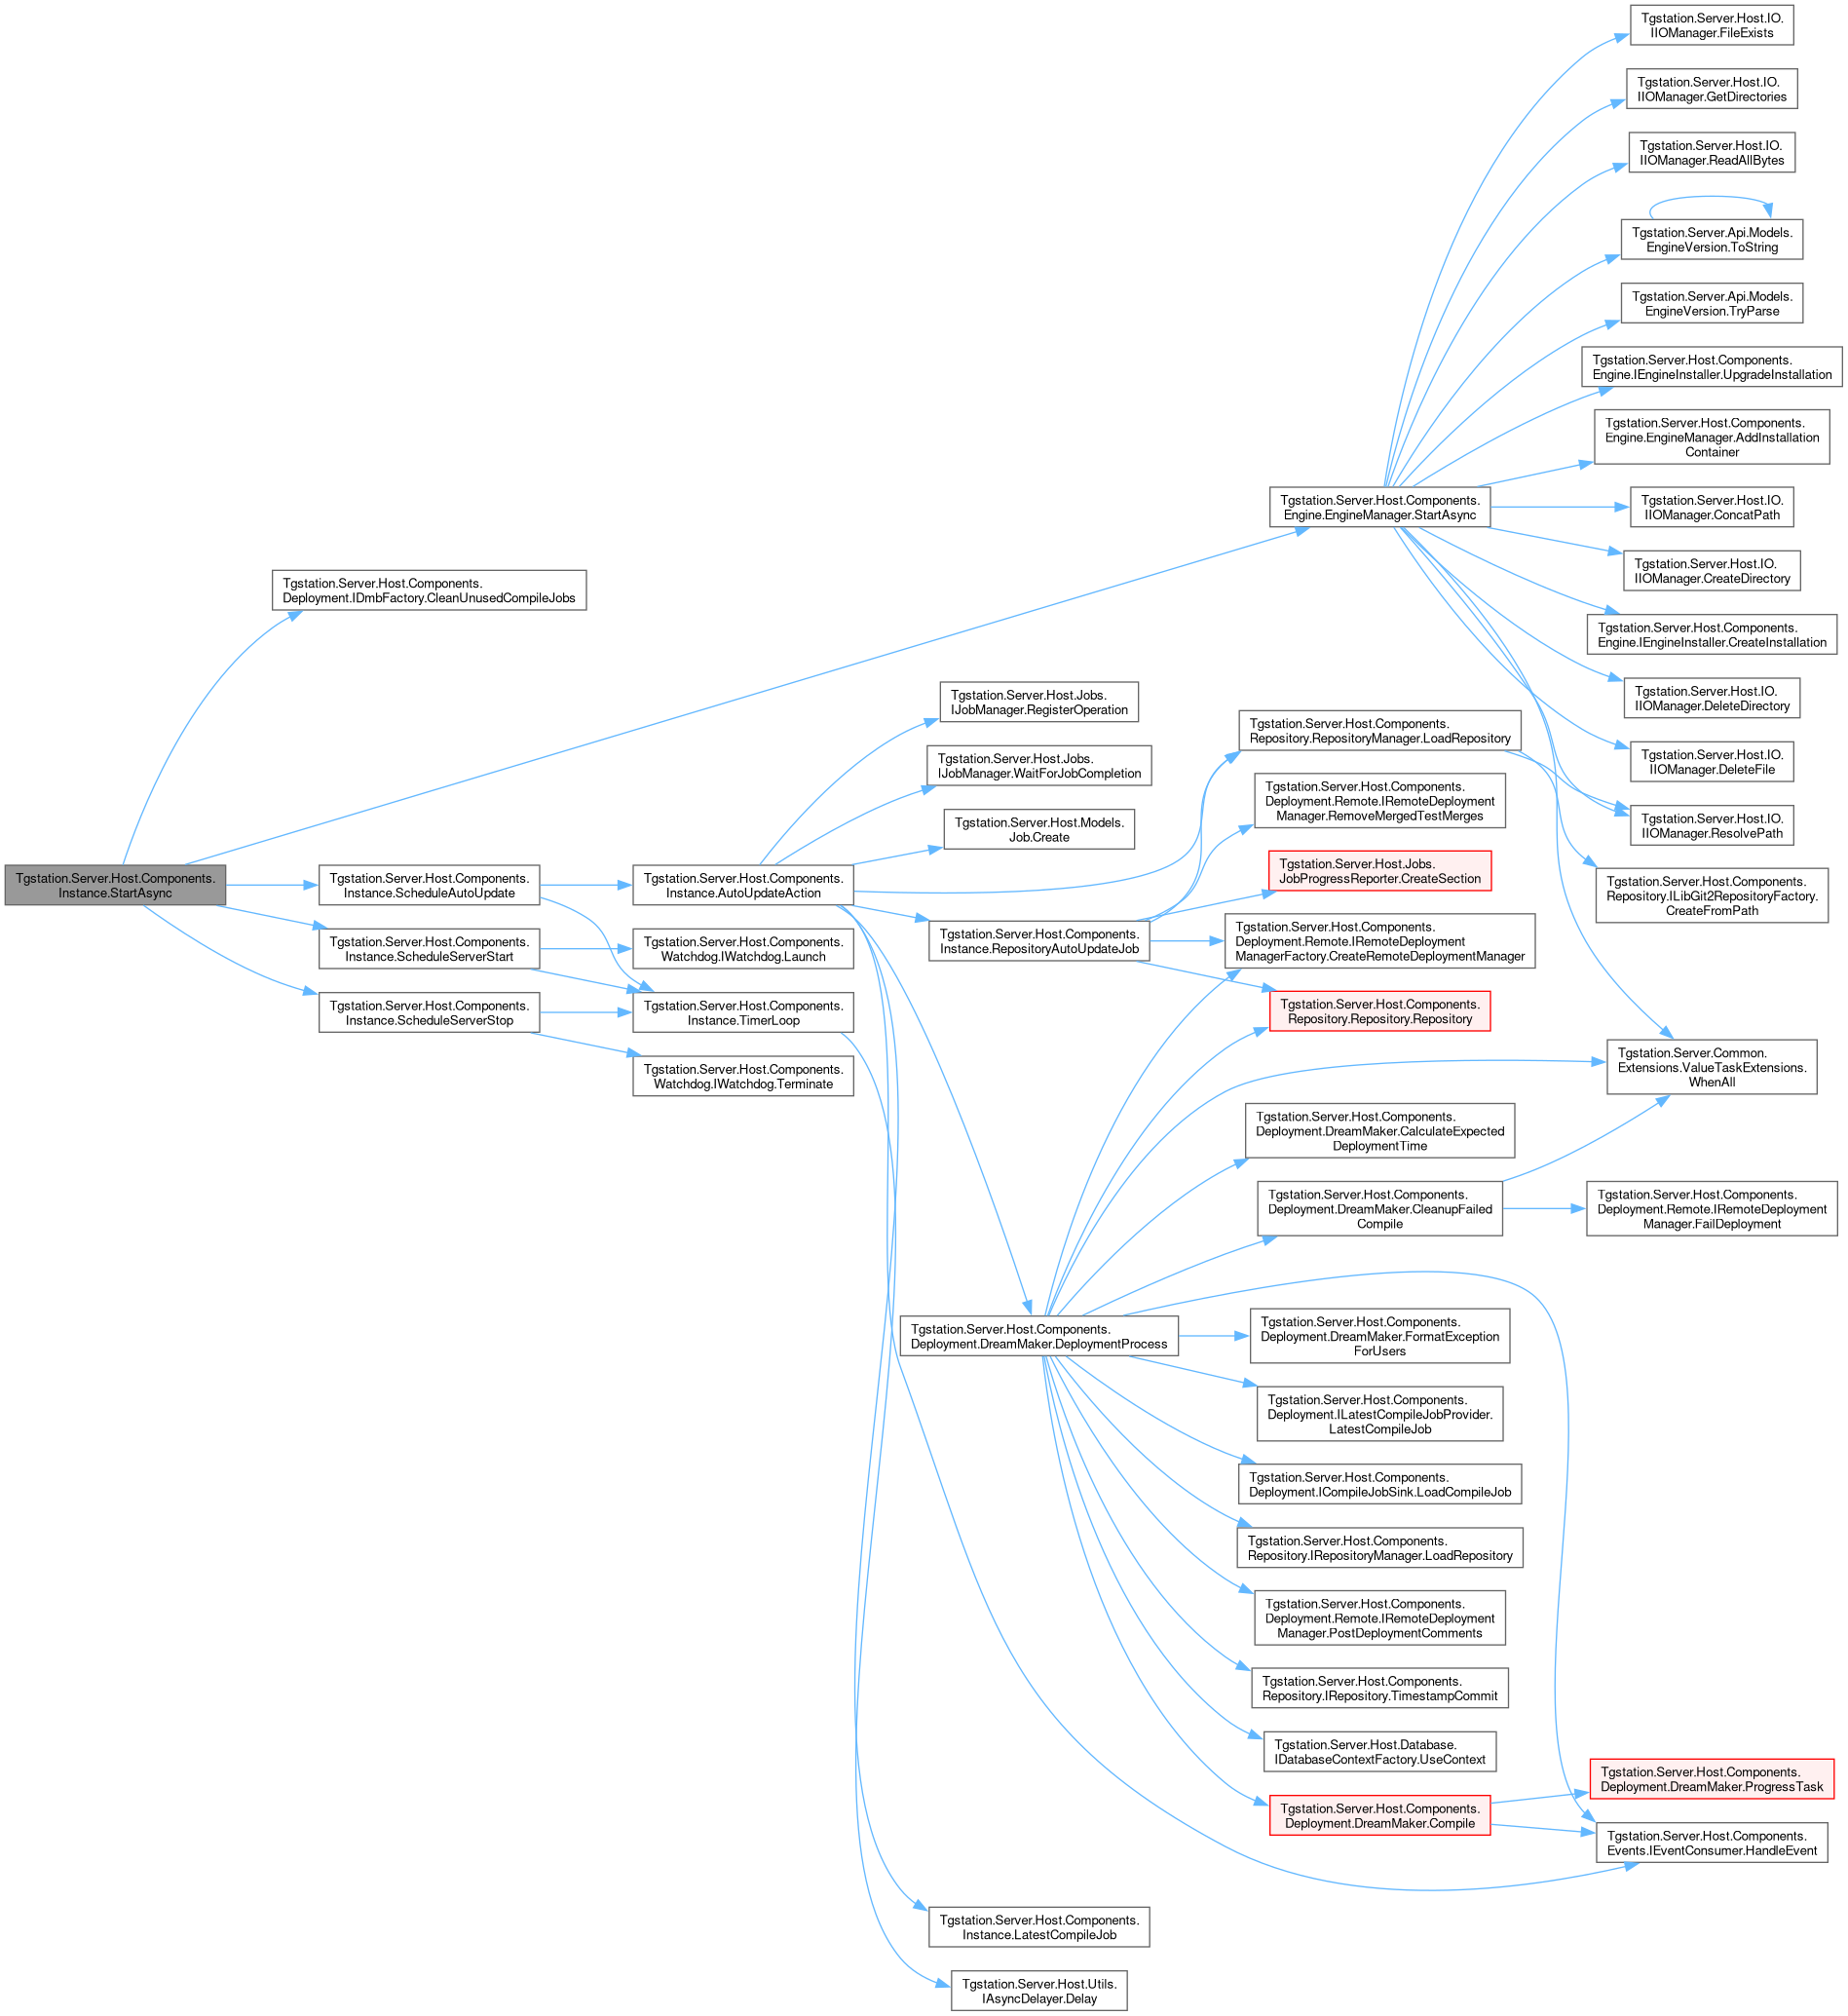 Tgstation.Server.Host.IO.
IIOManager.FileExists
Tgstation.Server.Host.IO.
IIOManager.GetDirectories
Tgstation.Server.Host.IO.
IIOManager.ReadAllBytes
Tgstation.Server.Api.Models.
EngineVersion.ToString
Tgstation.Server.Api.Models.
EngineVersion.TryParse
Tgstation.Server.Host.Components.
Engine.IEngineInstaller.UpgradeInstallation
Tgstation.Server.Host.Components.
Engine.EngineManager.AddInstallation
Container
Tgstation.Server.Host.Components.
Engine.EngineManager.StartAsync
Tgstation.Server.Host.IO.
IIOManager.ConcatPath
Tgstation.Server.Host.IO.
IIOManager.CreateDirectory
Tgstation.Server.Host.Components.
Deployment.IDmbFactory.CleanUnusedCompileJobs
Tgstation.Server.Host.Components.
Engine.IEngineInstaller.CreateInstallation
Tgstation.Server.Host.IO.
IIOManager.DeleteDirectory
Tgstation.Server.Host.Jobs.
IJobManager.RegisterOperation
Tgstation.Server.Host.Components.
Repository.RepositoryManager.LoadRepository
Tgstation.Server.Host.IO.
IIOManager.DeleteFile
Tgstation.Server.Host.Jobs.
IJobManager.WaitForJobCompletion
Tgstation.Server.Host.Components.
Deployment.Remote.IRemoteDeployment
Manager.RemoveMergedTestMerges
Tgstation.Server.Host.IO.
IIOManager.ResolvePath
Tgstation.Server.Host.Models.
Job.Create
Tgstation.Server.Host.Components.
Instance.StartAsync
Tgstation.Server.Host.Components.
Instance.ScheduleAutoUpdate
Tgstation.Server.Host.Components.
Instance.AutoUpdateAction
Tgstation.Server.Host.Jobs.
JobProgressReporter.CreateSection
Tgstation.Server.Host.Components.
Repository.ILibGit2RepositoryFactory.
CreateFromPath
Tgstation.Server.Host.Components.
Instance.ScheduleServerStart
Tgstation.Server.Host.Components.
Watchdog.IWatchdog.Launch
Tgstation.Server.Host.Components.
Instance.RepositoryAutoUpdateJob
Tgstation.Server.Host.Components.
Deployment.Remote.IRemoteDeployment
ManagerFactory.CreateRemoteDeploymentManager
Tgstation.Server.Host.Components.
Instance.ScheduleServerStop
Tgstation.Server.Host.Components.
Instance.TimerLoop
Tgstation.Server.Host.Components.
Repository.Repository.Repository
Tgstation.Server.Host.Components.
Watchdog.IWatchdog.Terminate
Tgstation.Server.Common.
Extensions.ValueTaskExtensions.
WhenAll
Tgstation.Server.Host.Components.
Deployment.DreamMaker.CalculateExpected
DeploymentTime
Tgstation.Server.Host.Components.
Deployment.DreamMaker.CleanupFailed
Compile
Tgstation.Server.Host.Components.
Deployment.Remote.IRemoteDeployment
Manager.FailDeployment
Tgstation.Server.Host.Components.
Deployment.DreamMaker.DeploymentProcess
Tgstation.Server.Host.Components.
Deployment.DreamMaker.FormatException
ForUsers
Tgstation.Server.Host.Components.
Deployment.ILatestCompileJobProvider.
LatestCompileJob
Tgstation.Server.Host.Components.
Deployment.ICompileJobSink.LoadCompileJob
Tgstation.Server.Host.Components.
Repository.IRepositoryManager.LoadRepository
Tgstation.Server.Host.Components.
Deployment.Remote.IRemoteDeployment
Manager.PostDeploymentComments
Tgstation.Server.Host.Components.
Repository.IRepository.TimestampCommit
Tgstation.Server.Host.Database.
IDatabaseContextFactory.UseContext
Tgstation.Server.Host.Components.
Deployment.DreamMaker.ProgressTask
Tgstation.Server.Host.Components.
Deployment.DreamMaker.Compile
Tgstation.Server.Host.Components.
Events.IEventConsumer.HandleEvent
Tgstation.Server.Host.Components.
Instance.LatestCompileJob
Tgstation.Server.Host.Utils.
IAsyncDelayer.Delay